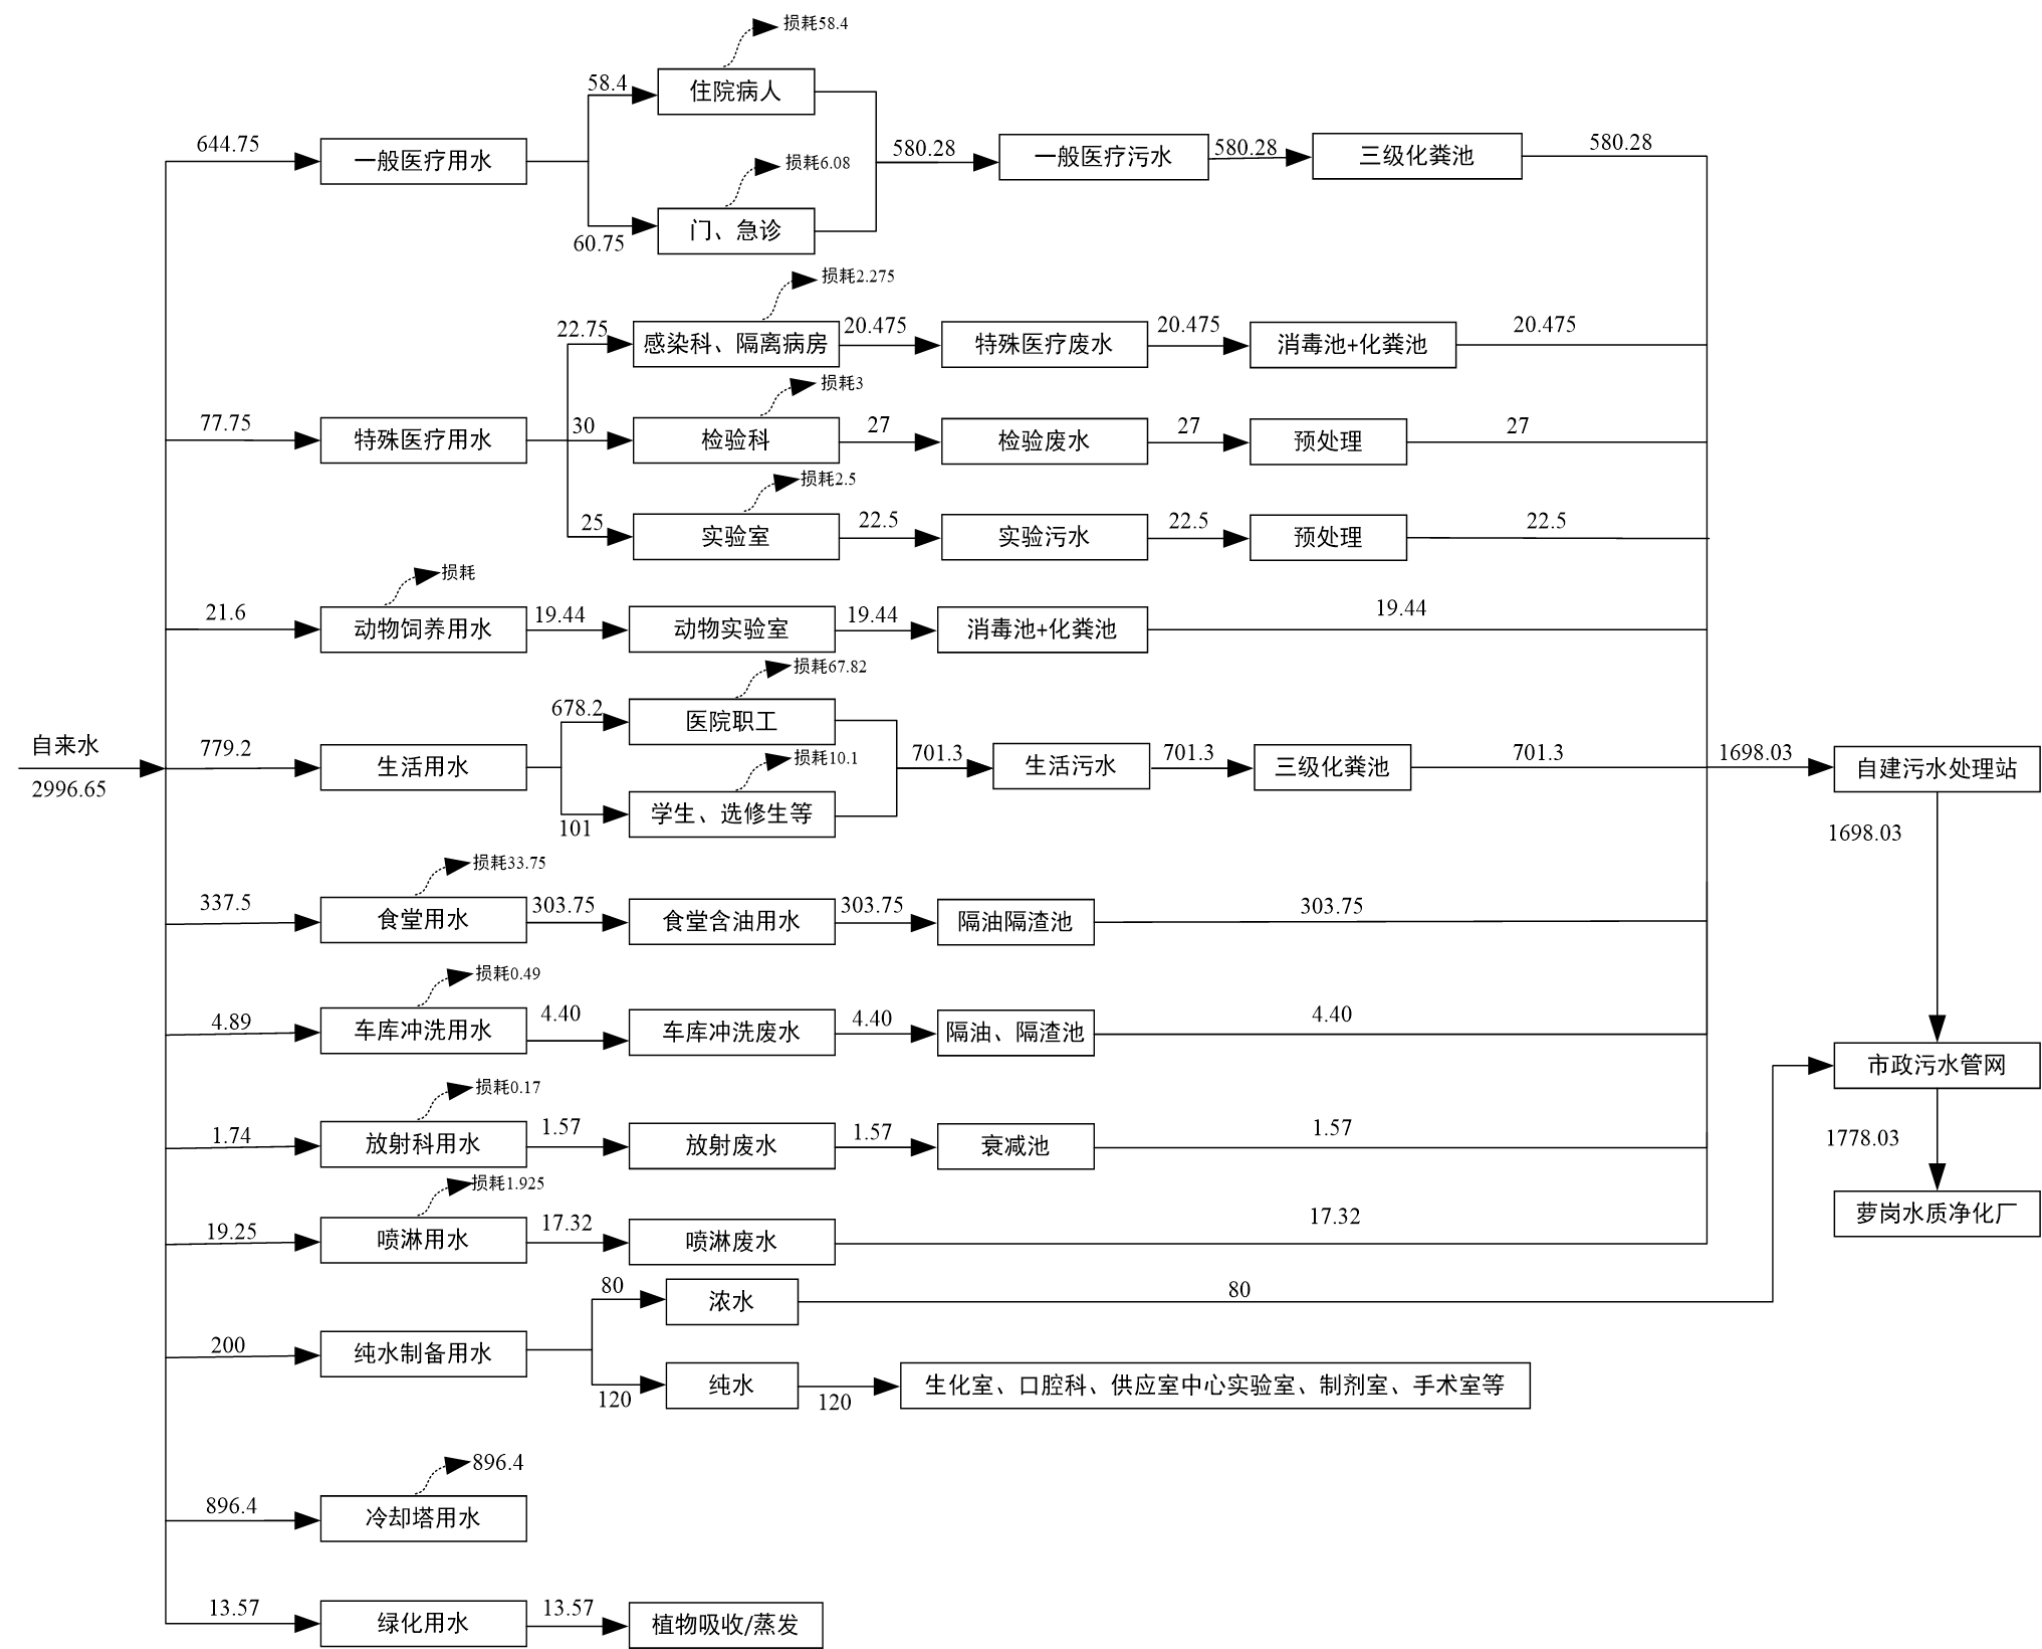 损耗58.4
58.4
住院病人
644.75
一般医疗用水
损耗6.08
580.28
一般医疗污水
580.28
三级化粪池
580.28
60.75
门、急诊
损耗2.275
22.75
感染科、隔离病房
20.475
特殊医疗废水
20.475
消毒池+化粪池
20.475
损耗3
77.75
特殊医疗用水
30
检验科
27
检验废水
27
预处理
27
损耗2.5
25
实验室
22.5
实验污水
22.5
预处理
22.5
损耗
21.6
动物饲养用水
19.44
动物实验室
19.44
消毒池+化粪池
19.44
损耗67.82
678.2
医院职工
自来水
2996.65
779.2
生活用水
损耗10.1
701.3
生活污水
701.3
三级化粪池
701.3
1698.03
自建污水处理站
101
学生、选修生等
1698.03
损耗33.75
337.5
食堂用水
303.75
食堂含油用水
303.75
隔油隔渣池
303.75
损耗0.49
4.89
车库冲洗用水
4.40
车库冲洗废水
4.40
隔油、隔渣池
4.40
市政污水管网
损耗0.17
1.74
放射科用水
1.57
放射废水
1.57
衰减池
1.57
1778.03
损耗1.925
19.25
喷淋用水
17.32
喷淋废水
17.32
萝岗水质净化厂
80
浓水
80
200
纯水制备用水
120
纯水
120
生化室、口腔科、供应室中心实验室、制剂室、手术室等
896.4
896.4
冷却塔用水
13.57
绿化用水
13.57
植物吸收/蒸发